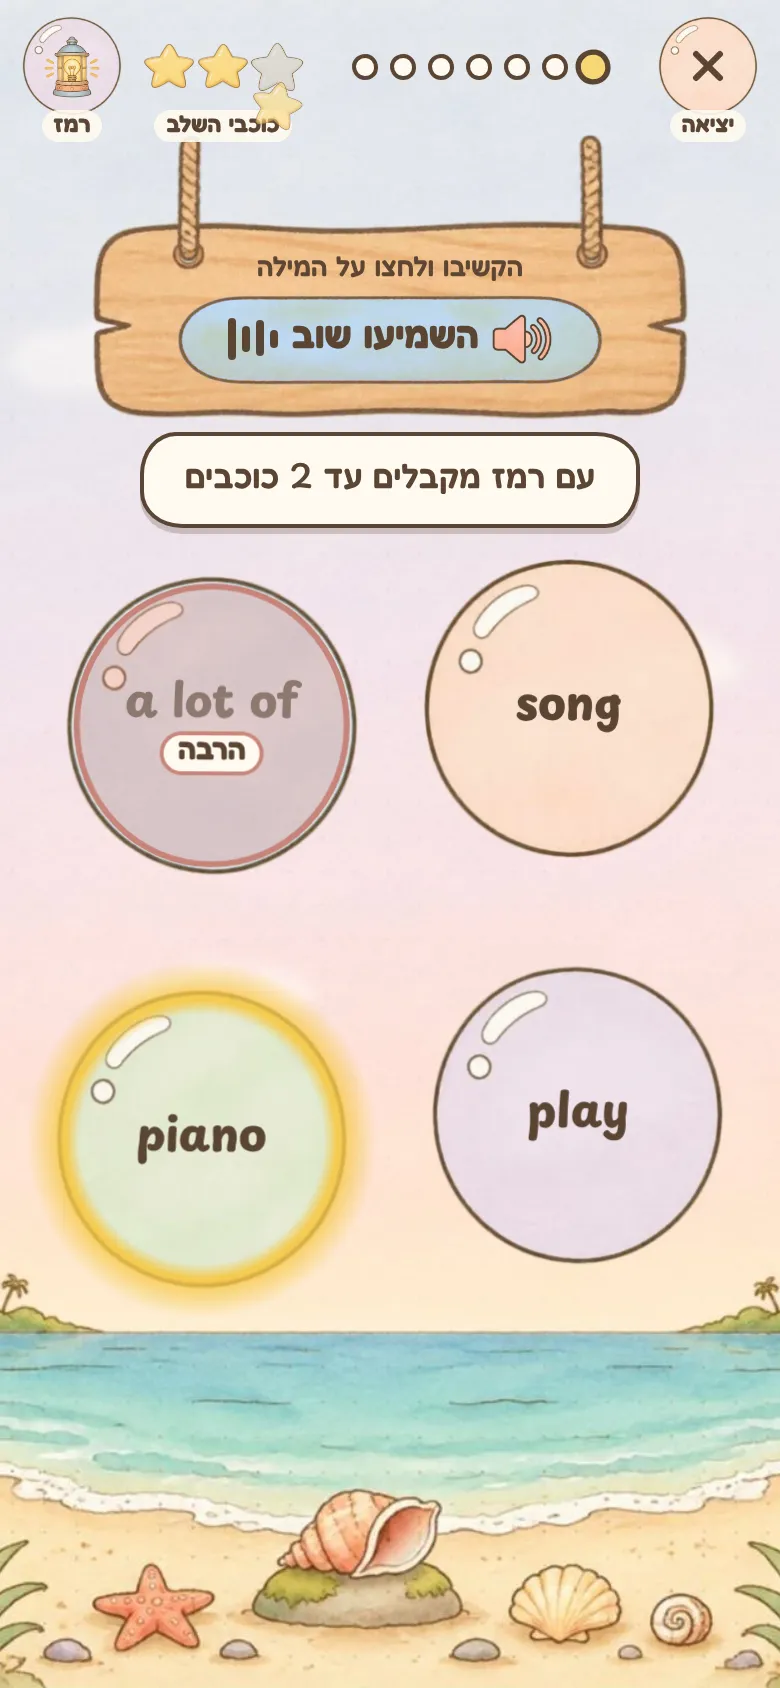 רמז
כוכבי השלב
יציאה
הקשיבו ולחצו על המילה
השמיעו שוב
עם רמז מקבלים עד 2 כוכבים
a lot of
הרבה
song
piano
play